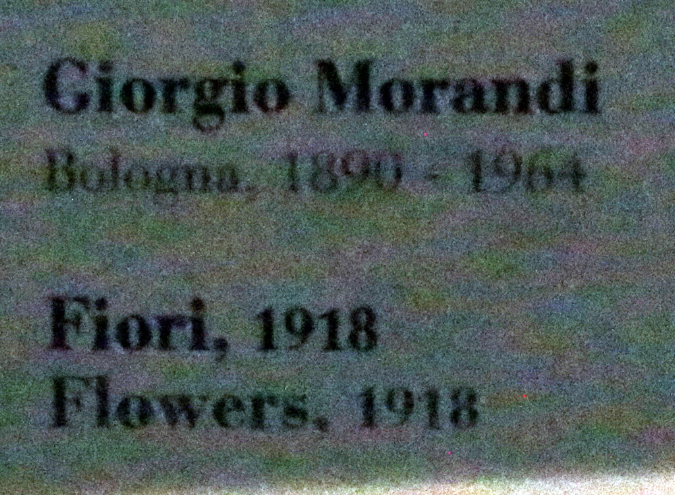 Giorgio Morandi
Bologna, 1890 - 1964
Fiori, 1918
Flowers, 1918